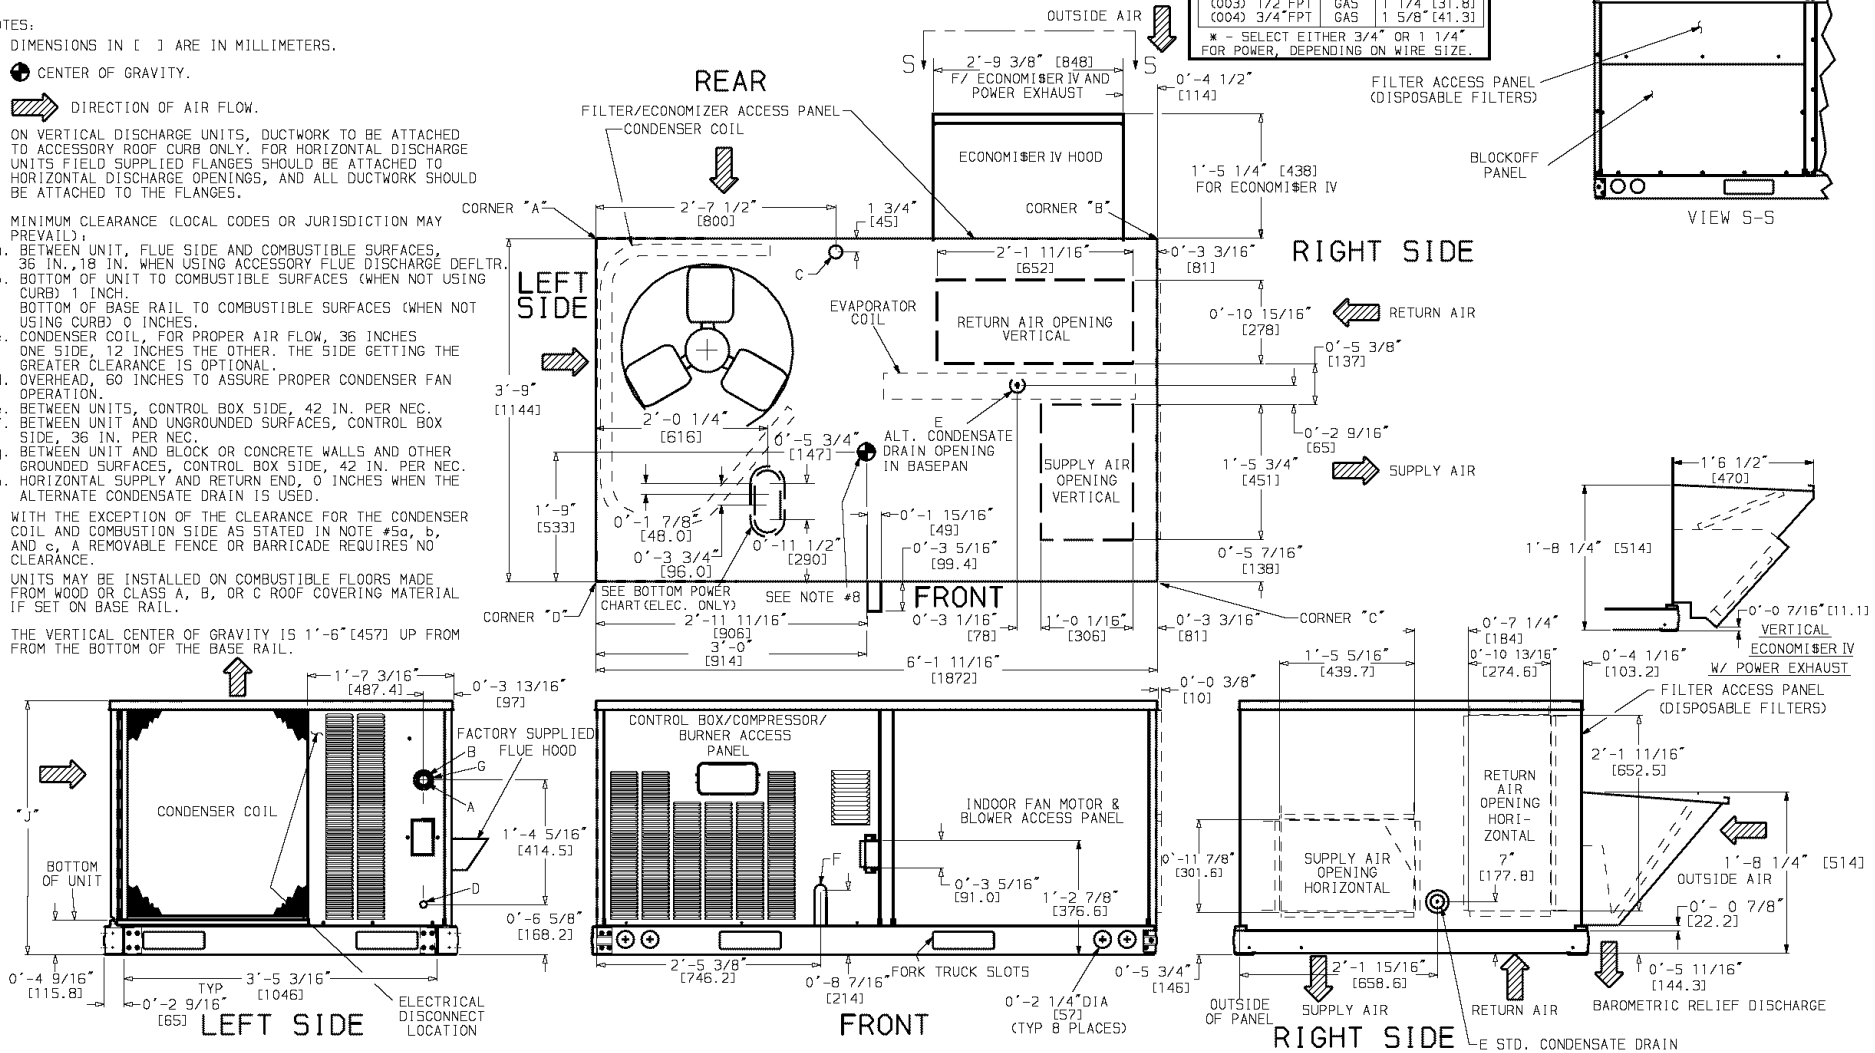 OTES:
DIMENSIONS IN [ ] ARE IN MILLIMETERS.
CENTER OF GRAVITY.
DIRECTION OF AIR FLOW.
ON VERTICAL DISCHARGE UNITS, DUCTWORK TO BE ATTACHED
TO ACCESSORY ROOF CURB ONLY. FOR HORIZONTAL DISCHARGE
UNITS FIELD SUPPLIED FLANGES SHOULD BE ATTACHED TO
HORIZONTAL DISCHARGE OPENINGS, AND ALL DUCTWORK SHOULD
BE ATTACHED TO THE FLANGES.
MINIMUM CLEARANCE (LOCAL CODES OR JURISDICTION MAY
PREVAIL):
BETWEEN UNIT, FLUE SIDE AND COMBUSTIBLE SURFACES,
36 IN.,18 IN. WHEN USING ACCESSORY FLUE DISCHARGE DEFLTR.
BOTTOM OF UNIT TO COMBUSTIBLE SURFACES (WHEN NOT USING
CURB) 1 INCH.
BOTTOM OF BASE RAIL TO COMBUSTIBLE SURFACES (WHEN NOT
USING CURB) 0 INCHES.
CONDENSER COIL, FOR PROPER AIR FLOW, 36 INCHES
ONE SIDE, 12 INCHES THE OTHER. THE SIDE GETTING THE
GREATER CLEARANCE IS OPTIONAL.
OVERHEAD, 60 INCHES TO ASSURE PROPER CONDENSER FAN
OPERATION.
BETWEEN UNITS, CONTROL BOX SIDE, 42 IN. PER NEC.
BETWEEN UNIT AND UNGROUNDED SURFACES, CONTROL BOX
SIDE, 36 IN. PER NEC.
BETWEEN UNIT AND BLOCK OR CONCRETE WALLS AND OTHER
GROUNDED SURFACES, CONTROL BOX SIDE, 42 IN. PER NEC.
HORIZONTAL SUPPLY AND RETURN END, 0 INCHES WHEN THE
ALTERNATE CONDENSATE DRAIN IS USED.
WITH THE EXCEPTION OF THE CLEARANCE FOR THE CONDENSER
COIL AND COMBUSTION SIDE AS STATED IN NOTE #5a, b,
AND c, A REMOVABLE FENCE OR BARRICADE REQUIRES NO
CLEARANCE.
UNITS MAY BE INSTALLED ON COMBUSTIBLE FLOORS MADE
FROM WOOD OR CLASS A, B, OR C ROOF COVERING MATERIAL
IF SET ON BASE RAIL.
THE VERTICAL CENTER OF GRAVITY IS 1'-6"[457] UP FROM
FROM THE BOTTOM OF THE BASE RAIL.
OUTSIDE AIR
(003) 1/2"FPT GAS 1 1/4"[31.8]
(004) 3/4"FPT GAS 1 5/8"[41.3]
* - SELECT EITHER 3/4" OR 1 1/4"
FOR POWER, DEPENDING ON WIRE SIZE.
FILTER ACCESS PANEL
(DISPOSABLE FILTERS)
BLOCKOFF
PANEL
VIEW S-S
S S
2'-9 3/8" [848]
F/ ECONOMI$ER IV AND
POWER EXHAUST
0'-4 1/2"
[114]
REAR
FILTER/ECONOMIZER ACCESS PANEL
CONDENSER COIL
ECONOMI$ER IV HOOD
1'-5 1/4" [438]
FOR ECONOMI$ER IV
CORNER "A"
2'-7 1/2"
[800]
1 3/4"
[45]
CORNER "B"
C
LEFT
SIDE
RIGHT SIDE
2'-1 11/16"
[652]
0'-3 3/16"
[81]
EVAPORATOR
COIL
RETURN AIR OPENING
VERTICAL
0'-10 15/16"
[278]
RETURN AIR
0'-5 3/8"
[137]
3'-9"
[1144]
2'-0 1/4"
[616]
0'-5 3/4"
[147]
E
ALT. CONDENSATE
DRAIN OPENING
IN BASEPAN
0'-2 9/16"
[65]
SUPPLY AIR
OPENING
VERTICAL
1'-5 3/4"
[451]
SUPPLY AIR
1'-9"
[533]
0'-1 7/8"
[48.0]
0'-3 3/4"
[96.0]
0'-11 1/2"
[290]
0'-1 15/16"
[49]
0'-3 5/16"
[99.4]
0'-5 7/16"
[138]
CORNER "D"
SEE BOTTOM POWER
CHART(ELEC. ONLY)
SEE NOTE #8
FRONT
CORNER "C"
2'-11 11/16"
[906]
0'-3 1/16"
[78]
1'-0 1/16"
[306]
0'-3 3/16"
[81]
3'-0"
[914]
6'-1 11/16"
[1872]
1'6 1/2"
[470]
1'-8 1/4" [514]
0'-0 7/16"[11.1]
VERTICAL
ECONOMI$ER IV
W/ POWER EXHAUST
1'-7 3/16"
[487.4]
0'-3 13/16"
[97]
FACTORY SUPPLIED
FLUE HOOD
B
G
A
CONDENSER COIL
"J"
BOTTOM
OF UNIT
1'-4 5/16"
[414.5]
D
0'-6 5/8"
[168.2]
0'-4 9/16"
[115.8]
TYP
3'-5 3/16"
[1046]
0'-2 9/16"
[65]
ELECTRICAL
DISCONNECT
LOCATION
LEFT SIDE
0'-0 3/8"
[10]
CONTROL BOX/COMPRESSOR/
BURNER ACCESS
PANEL
INDOOR FAN MOTOR &
BLOWER ACCESS PANEL
F
0'-3 5/16"
[91.0]
1'-2 7/8"
[376.6]
2'-5 3/8"
[746.2]
0'-8 7/16"
[214]
FORK TRUCK SLOTS
0'-2 1/4"DIA
[57]
(TYP 8 PLACES)
0'-5 3/4"
[146]
FRONT
1'-5 5/16"
[439.7]
0'-7 1/4"
[184]
0'-10 13/16"
[274.6]
0'-4 1/16"
[103.2]
FILTER ACCESS PANEL
(DISPOSABLE FILTERS)
2'-1 11/16"
[652.5]
RETURN
AIR
OPENING
HORI-
ZONTAL
0'-11 7/8"
[301.6]
SUPPLY AIR
OPENING
HORIZONTAL
7"
[177.8]
1'-8 1/4" [514]
OUTSIDE AIR
0'- 0 7/8"
[22.2]
2'-1 15/16"
[658.6]
0'-5 11/16"
[144.3]
OUTSIDE
OF PANEL
SUPPLY AIR
RETURN AIR
BAROMETRIC RELIEF DISCHARGE
RIGHT SIDE
E STD. CONDENSATE DRAIN